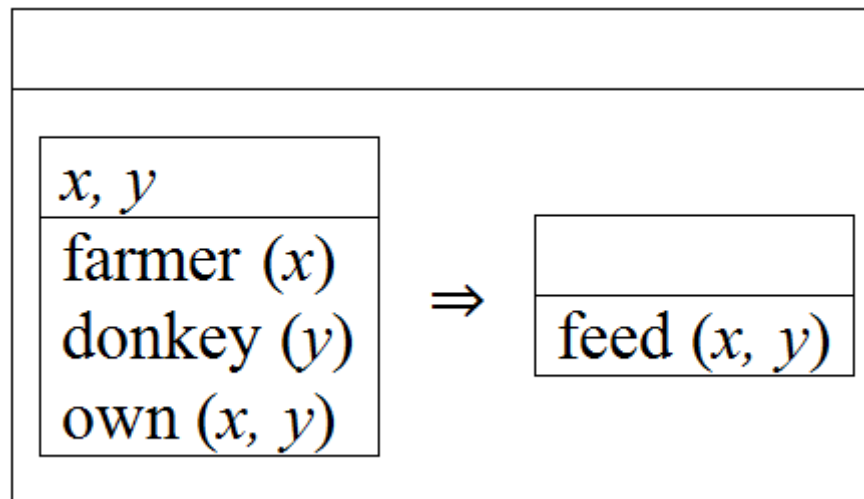 x, y
farmer (x)
donkey (y)
own (x, y)
⇒
feed (x, y)